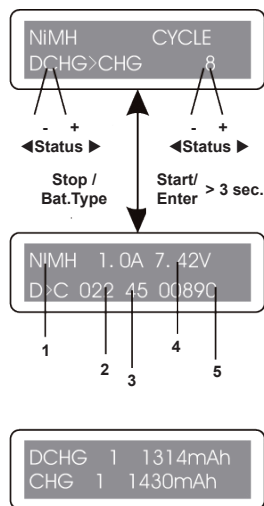 NiMH CYCLE
DCHG>CHG 8
- + - +
◀Status ▶ ◀Status ▶
Stop /
Bat.Type
Start/
Enter > 3 sec.
NIMH 1.0A 7.42V
D>C 022 45 00890
1 2 3 4 5
DCHG 1 1314mAh
CHG 1 1430mAh